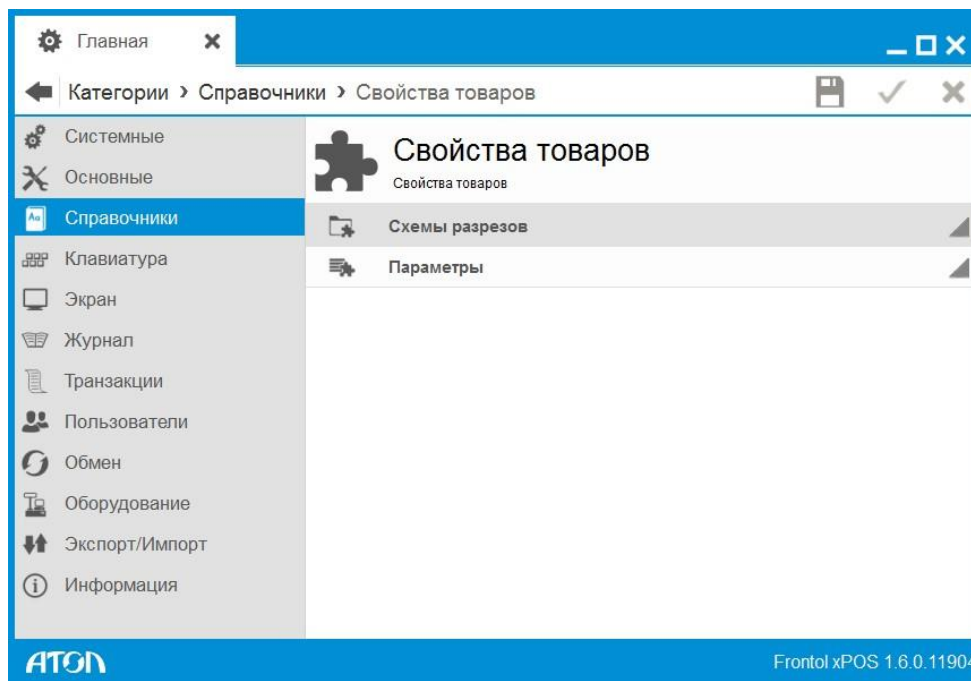 Главная
Категории › Справочники › Свойства товаров
Системные
Основные
Справочники
Клавиатура
Экран
Журнал
Транзакции
Пользователи
Обмен
Оборудование
Экспорт/Импорт
Информация
Свойства товаров
Свойства товаров
Схемы разрезов
Параметры
АТОЛ
Frontol xPOS 1.6.0.11904